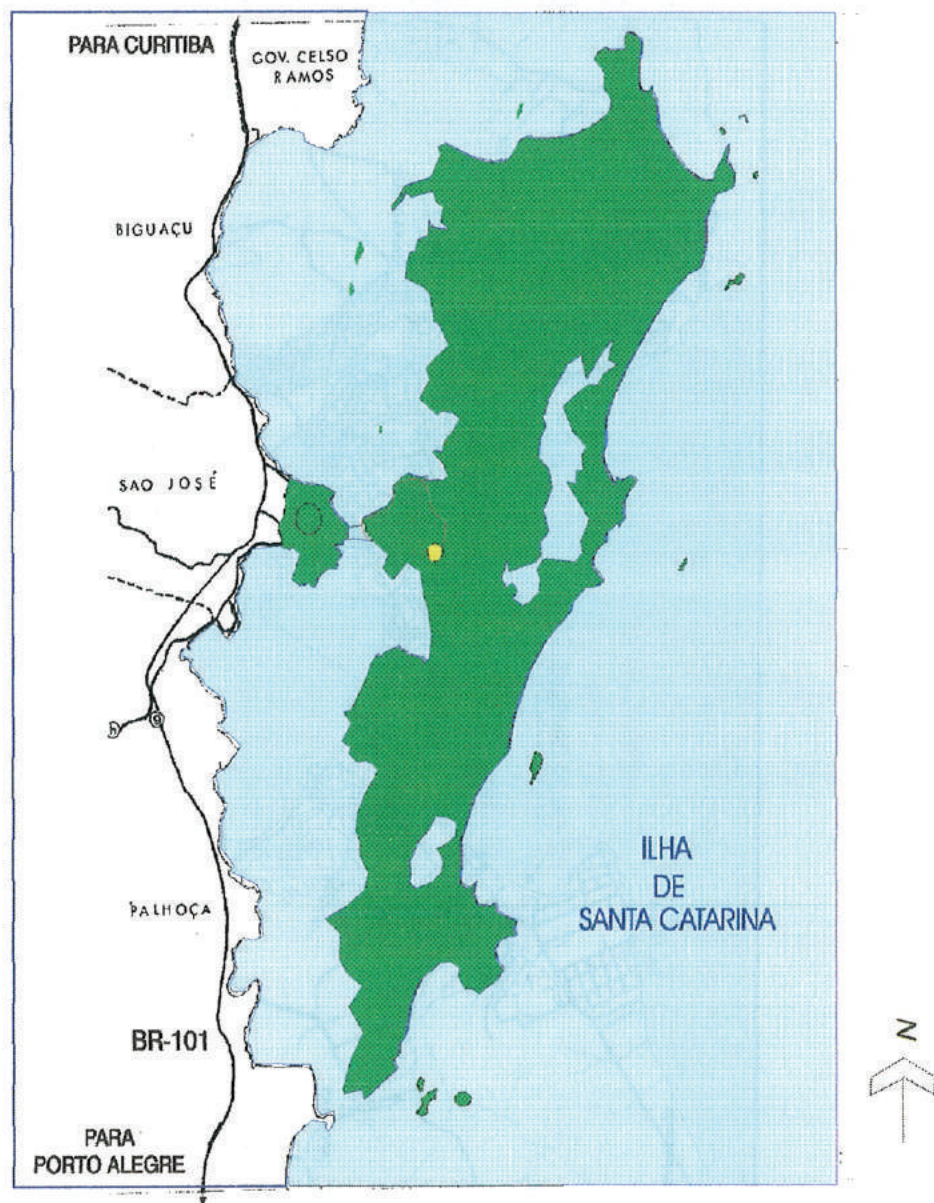 PARA CURITIBA
GOV. CELSO
RAMOS
BIGUAÇU
SAO JOSÉ
PALHOÇA
ILHA
DE
SANTA CATARINA
BR-101
PARA
PORTO ALEGRE
N